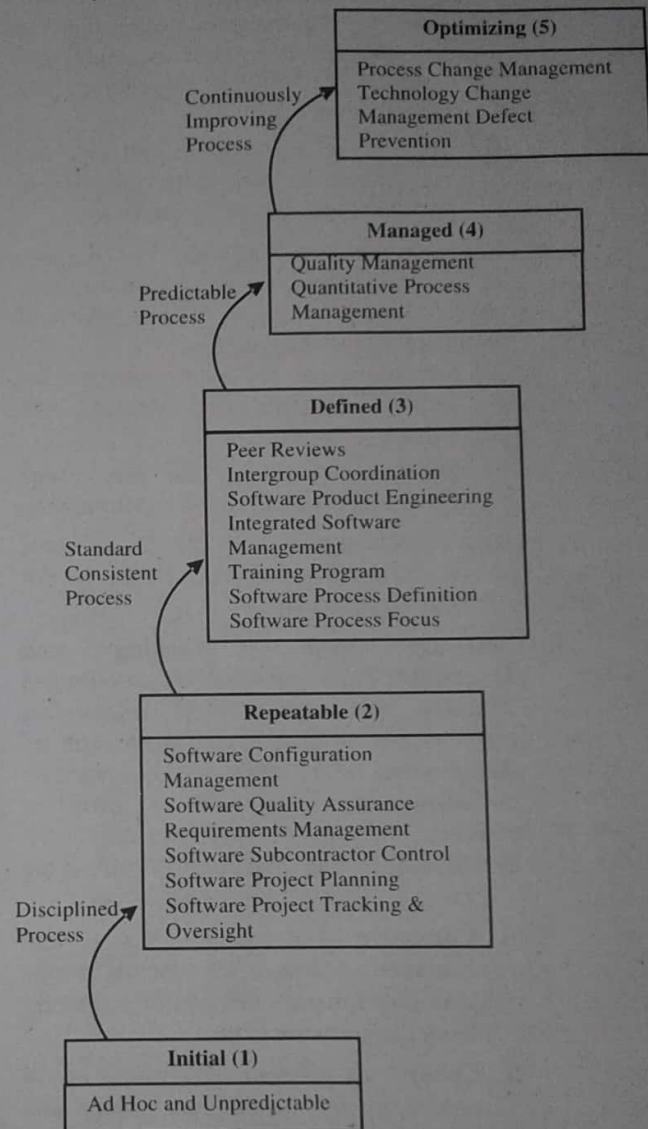 Optimizing (5)
Process Change Management
Technology Change
Management Defect
Prevention
Continuously
Improving
Process
Managed (4)
Quality Management
Quantitative Process
Management
Predictable
Process
Defined (3)
Peer Reviews
Intergroup Coordination
Software Product Engineering
Integrated Software
Management
Training Program
Software Process Definition
Software Process Focus
Standard
Consistent
Process
Repeatable (2)
Software Configuration
Management
Software Quality Assurance
Requirements Management
Software Subcontractor Control
Software Project Planning
Software Project Tracking &
Oversight
Disciplined
Process
Initial (1)
Ad Hoc and Unpredictable